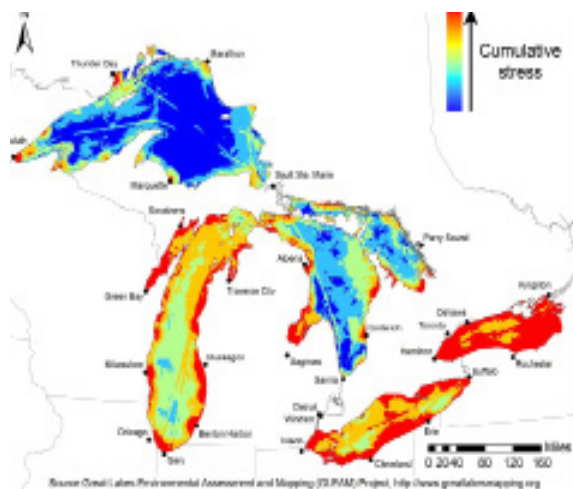 N
Cumulative
stress
Marathon
Thunder Bay
Marquette
Sault Ste. Marie
Escanaba
Parry Sound
Alpena
Green Bay
Traverse City
Kingston
Oshawa
Toronto
Goderich
Hamilton
Rochester
Saginaw
Milwaukee
Muskegon
Sarnia
Buffalo
Detroit
Windsor
Erie
Chicago
Benton Harbor
Gary
Cleveland
Miles
0 20 40 80 120 160
Source Great Lakes Environmental Assessment and Mapping (GLEAM) Project, http://www.greatlakesmapping.org